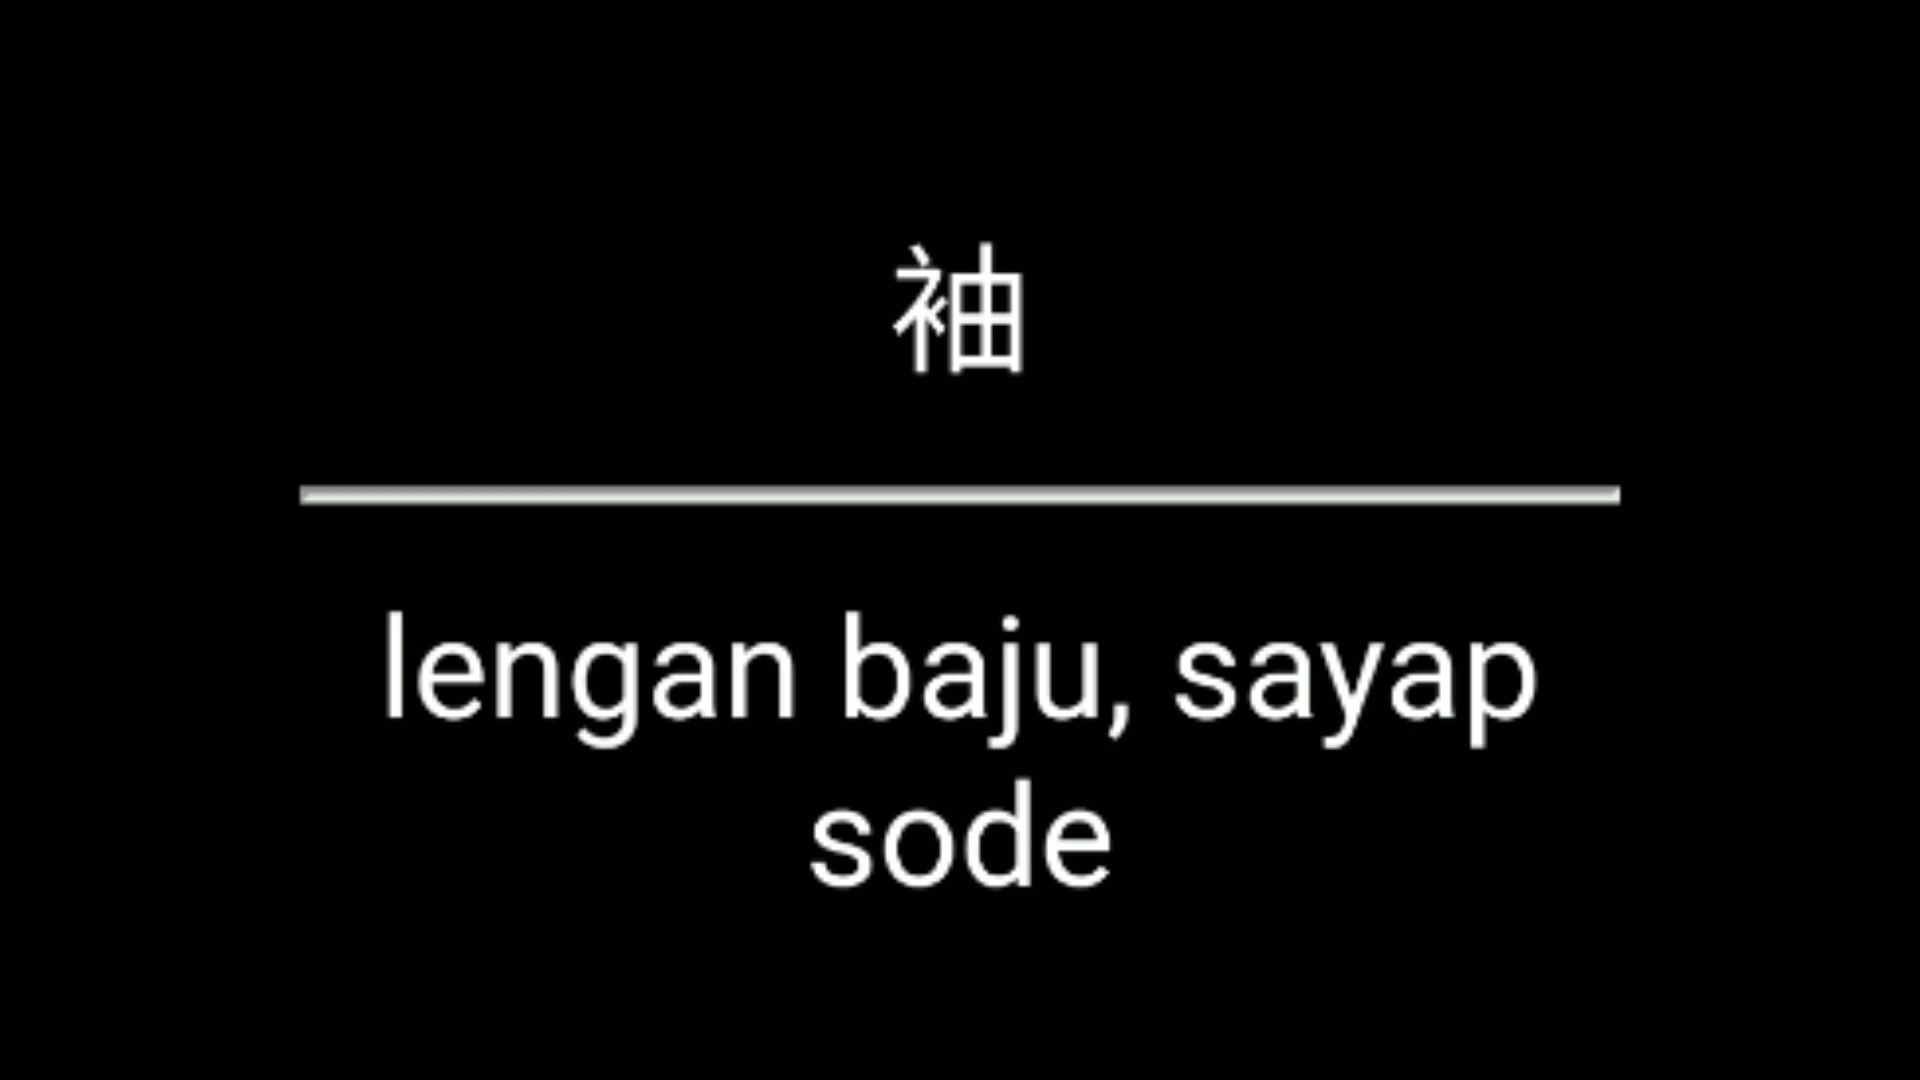 袖
lengan baju, sayap
sode